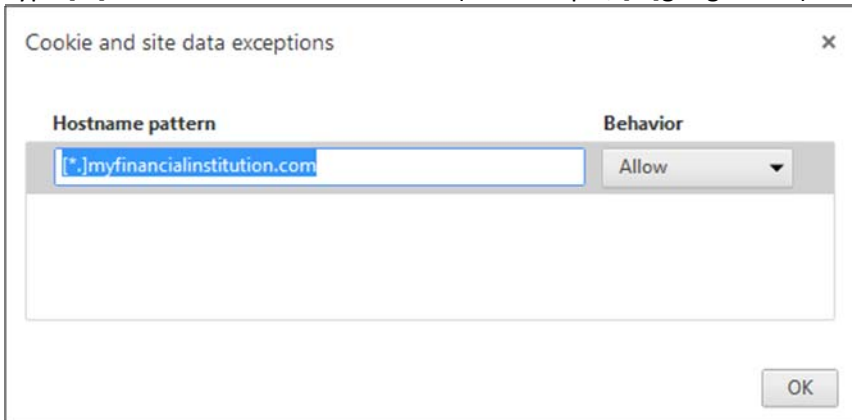 Cookie and site data exceptions
Hostname pattern Behavior
[*.]myfinancialinstitution.com Allow
OK